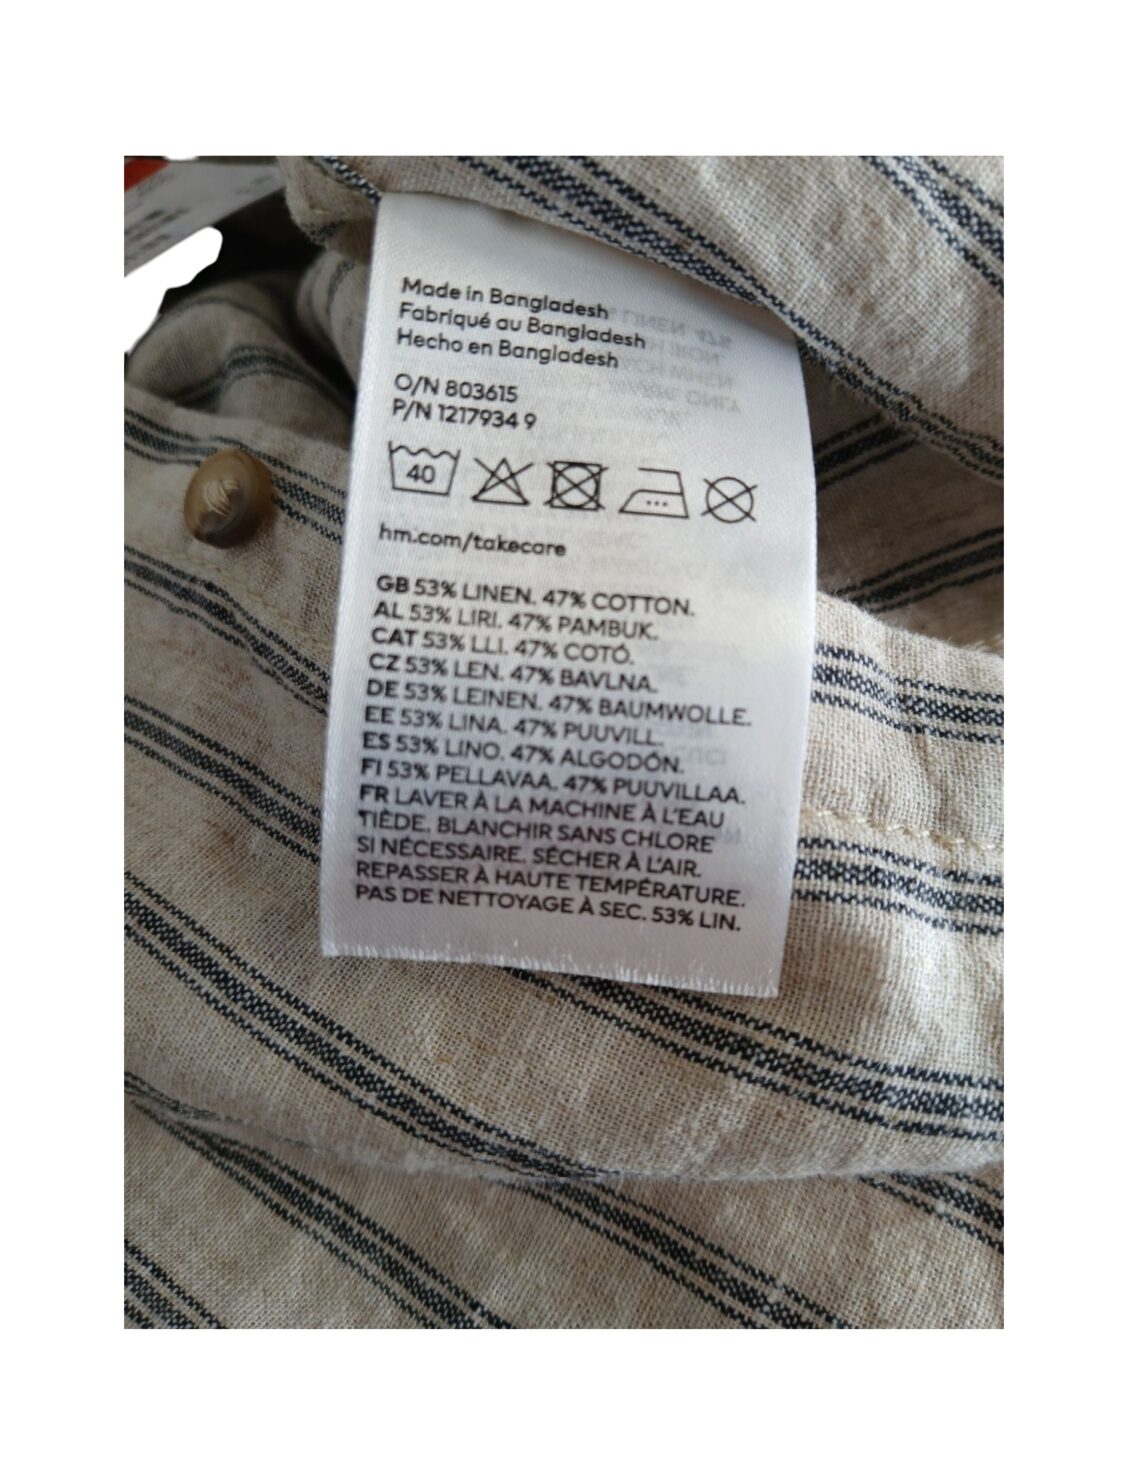 Made in Bangladesh
Fabriqué au Bangladesh
Hecho en Bangladesh
O/N 803615
P/N 1217934 9
40
hm.com/takecare
GB 53% LINEN. 47% COTTON.
AL 53% LIRI. 47% PAMBUK.
CAT 53% LLI. 47% COTÓ.
CZ 53% LEN. 47% BAVLNA.
DE 53% LEINEN. 47% BAUMWOLLE.
EE 53% LINA. 47% PUUVILL.
ES 53% LINO. 47% ALGODÓN.
FI 53% PELLAVAA. 47% PUUVILLAA.
FR LAVER À LA MACHINE À L'EAU
TIÈDE. BLANCHIR SANS CHLORE
SI NÉCESSAIRE. SÉCHER À L'AIR.
REPASSER À HAUTE TEMPÉRATURE.
PAS DE NETTOYAGE À SEC. 53% LIN.